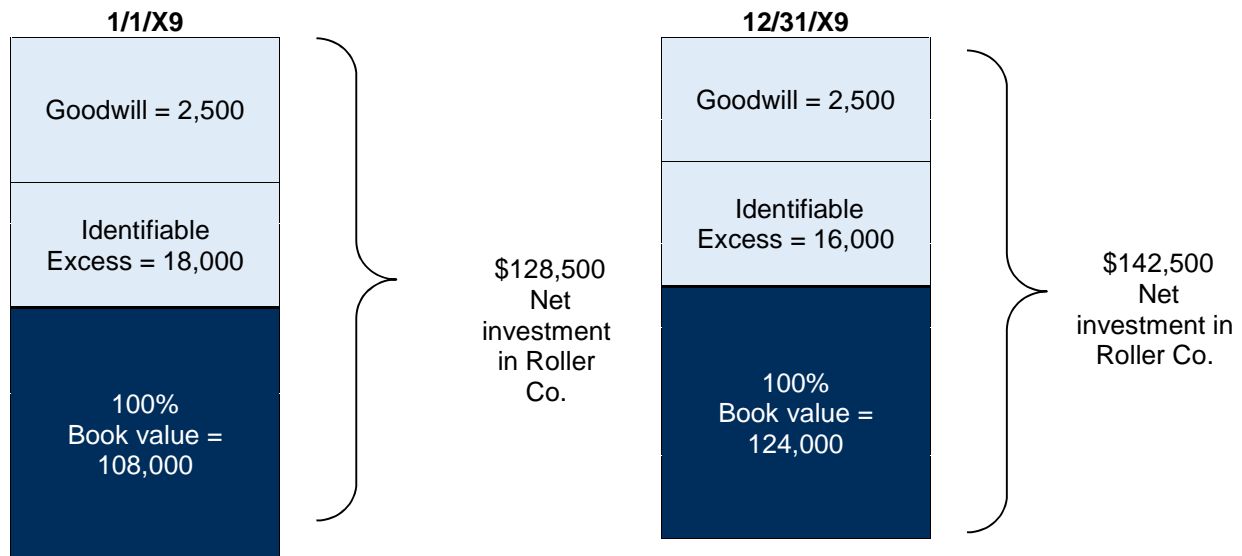 1/1/X9
Goodwill = 2,500
Identifiable
Excess = 18,000
100%
Book value =
108,000
$128,500
Net
investment
in Roller
Co.
12/31/X9
Goodwill = 2,500
Identifiable
Excess = 16,000
100%
Book value =
124,000
$142,500
Net
investment in
Roller Co.